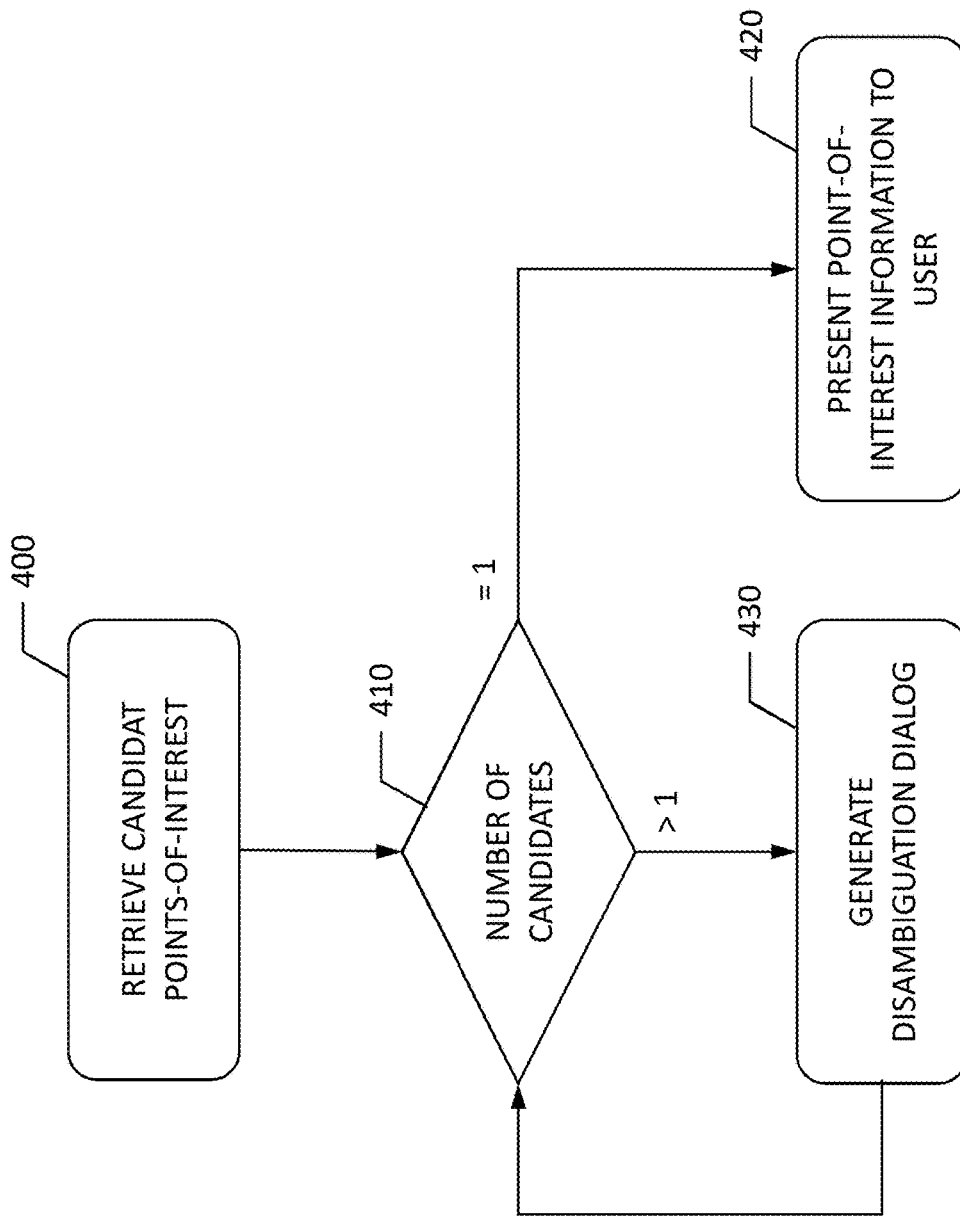 400
RETRIEVE CANDIDAT
POINTS-OF-INTEREST
410
NUMBER OF
CANDIDATES
= 1
> 1
430
GENERATE
DISAMBIGUATION DIALOG
420
PRESENT POINT-OF-
INTEREST INFORMATION TO
USER